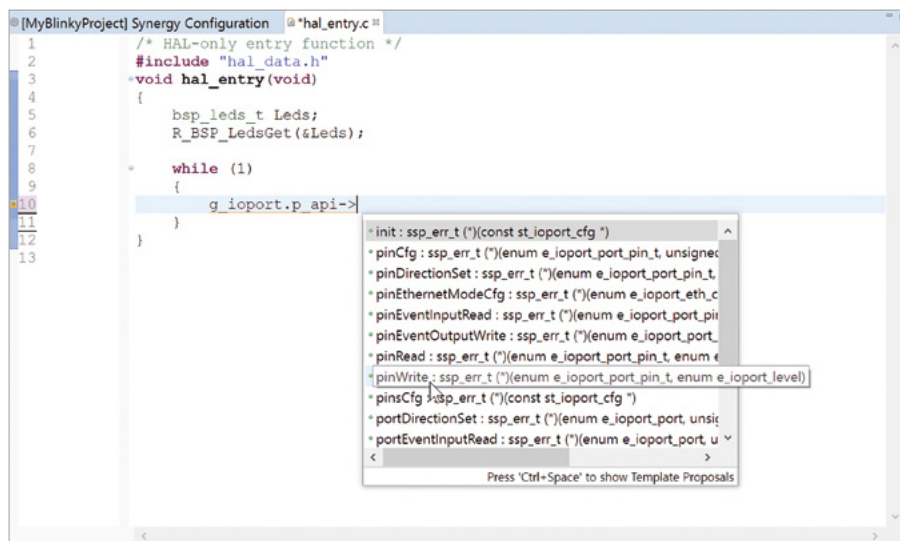 [MyBlinkyProject] Synergy Configuration *hal_entry.c
1 /* HAL-only entry function */
2 #include "hal_data.h"
3 void hal_entry(void)
4 {
5 bsp_leds_t Leds;
6 R_BSP_LedsGet(&Leds);
7
8 while (1)
9 {
10 g_ioport.p_api->
11 }
12 }
13
init : ssp_err_t (*)(const st_ioport_cfg *)
pinCfg : ssp_err_t (*)(enum e_ioport_port_pin_t, unsigned
pinDirectionSet : ssp_err_t (*)(enum e_ioport_port_pin_t,
pinEthernetModeCfg : ssp_err_t (*)(enum e_ioport_eth_c
pinEventInputRead : ssp_err_t (*)(enum e_ioport_port_pin
pinEventOutputWrite : ssp_err_t (*)(enum e_ioport_port_
pinRead : ssp_err_t (*)(enum e_ioport_port_pin_t, enum e
pinWrite : ssp_err_t (*)(enum e_ioport_port_pin_t, enum e_ioport_level)
pinsCfg : ssp_err_t (*)(const st_ioport_cfg *)
portDirectionSet : ssp_err_t (*)(enum e_ioport_port, unsig
portEventInputRead : ssp_err_t (*)(enum e_ioport_port, u
Press 'Ctrl+Space' to show Template Proposals